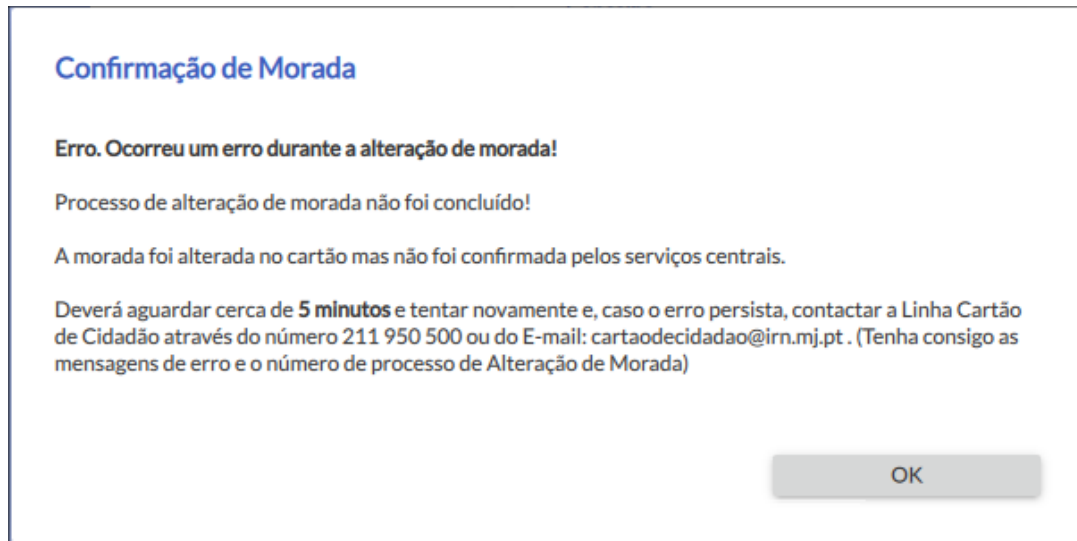 Confirmação de Morada
Erro. Ocorreu um erro durante a alteração de morada!
Processo de alteração de morada não foi concluído!
A morada foi alterada no cartão mas não foi confirmada pelos serviços centrais.
Deverá aguardar cerca de 5 minutos e tentar novamente e, caso o erro persista, contactar a Linha Cartão
de Cidadão através do número 211 950 500 ou do E-mail: cartaodecidadao@irn.mj.pt . (Tenha consigo as
mensagens de erro e o número de processo de Alteração de Morada)
OK